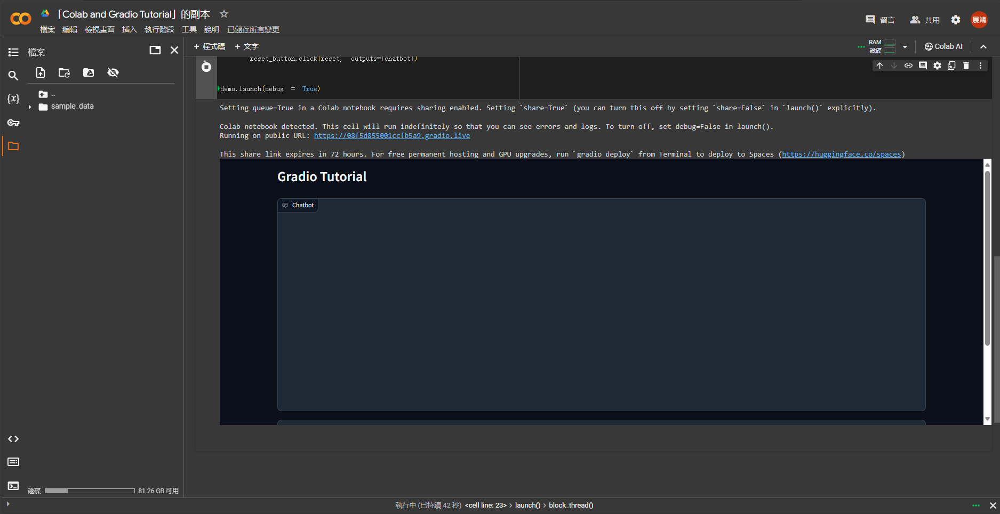 「Colab and Gradio Tutorial」的副本
檔案 編輯 檢視畫面 插入 執行階段 工具 說明 已儲存所有變更
留言 共用 展鴻
檔案
+ 程式碼 + 文字
RAM
磁碟
Colab AI
..
sample_data
{x}
reset_button.click(reset, outputs=[chatbot])
demo.launch(debug = True)
Setting queue=True in a Colab notebook requires sharing enabled. Setting `share=True` (you can turn this off by setting `share=False` in `launch()` explicitly).
Colab notebook detected. This cell will run indefinitely so that you can see errors and logs. To turn off, set debug=False in launch().
Running on public URL: https://08f5d855001ccfb5a9.gradio.live
This share link expires in 72 hours. For free permanent hosting and GPU upgrades, run `gradio deploy` from Terminal to deploy to Spaces (https://huggingface.co/spaces)
Gradio Tutorial
Chatbot
磁碟 81.26 GB 可用
執行中 (已持續 42 秒) <cell line: 23> > launch() > block_thread()